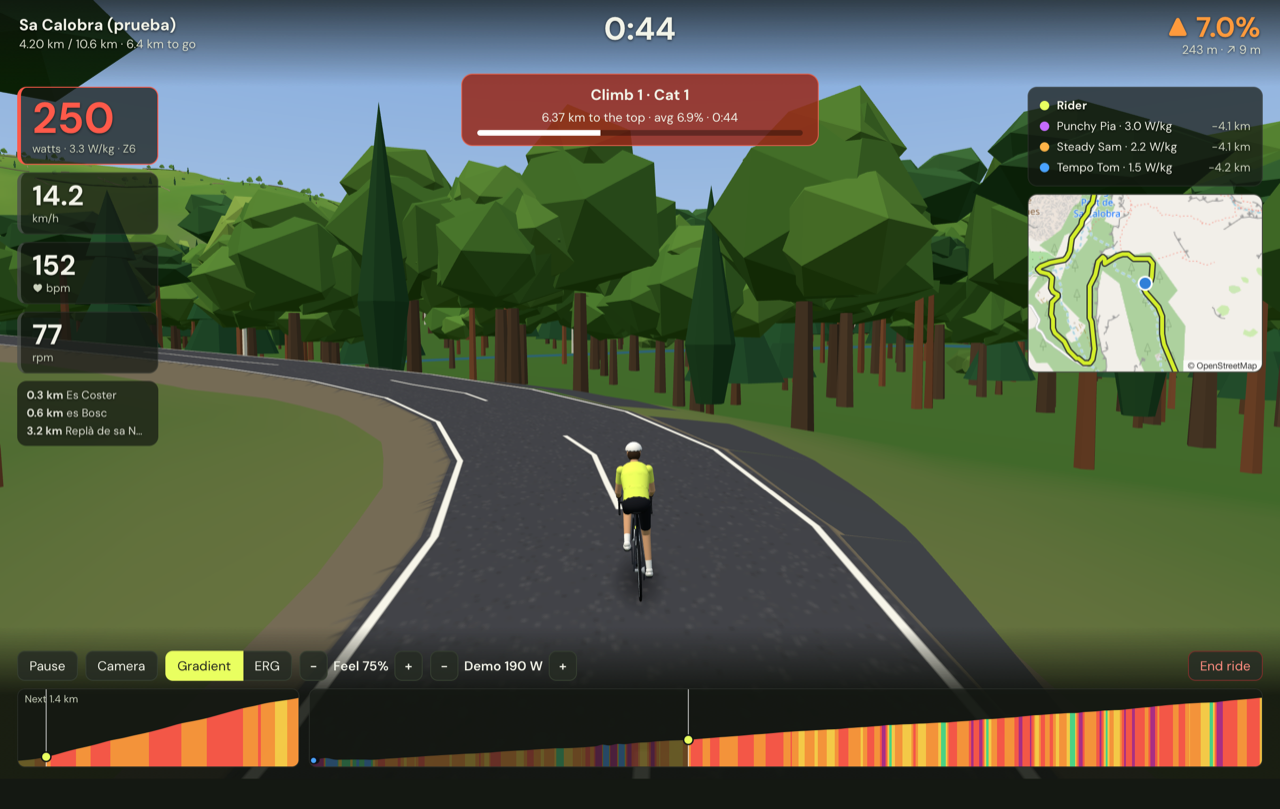 Sa Calobra (prueba)
4.20 km / 10.6 km · 6.4 km to go
0:44
▲ 7.0%
243 m · ↗ 9 m
250
watts · 3.3 W/kg · Z6
14.2
km/h
152
♥ bpm
77
rpm
0.3 km Es Coster
0.6 km es Bosc
3.2 km Replà de sa N...
Climb 1 · Cat 1
6.37 km to the top · avg 6.9% · 0:44
Rider
Punchy Pia · 3.0 W/kg −4.1 km
Steady Sam · 2.2 W/kg −4.1 km
Tempo Tom · 1.5 W/kg −4.2 km
de
Sa Calobra
© OpenStreetMap
Pause
Camera
Gradient
ERG
- Feel 75% +
- Demo 190 W +
End ride
Next 1.4 km